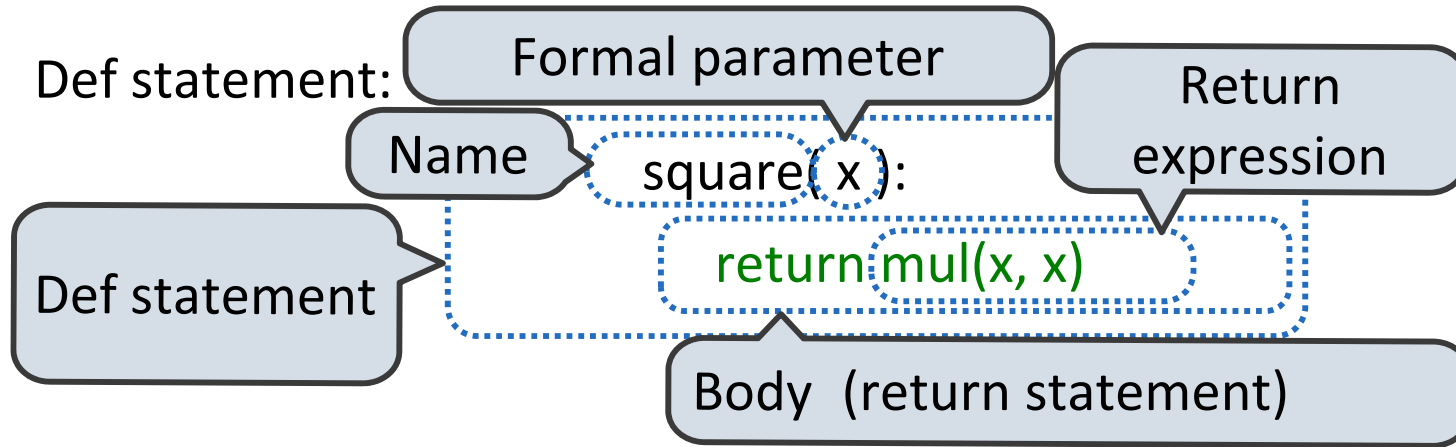 Def statement:
Formal parameter
Return
expression
Name
square( x ):
return mul(x, x)
Def statement
Body (return statement)